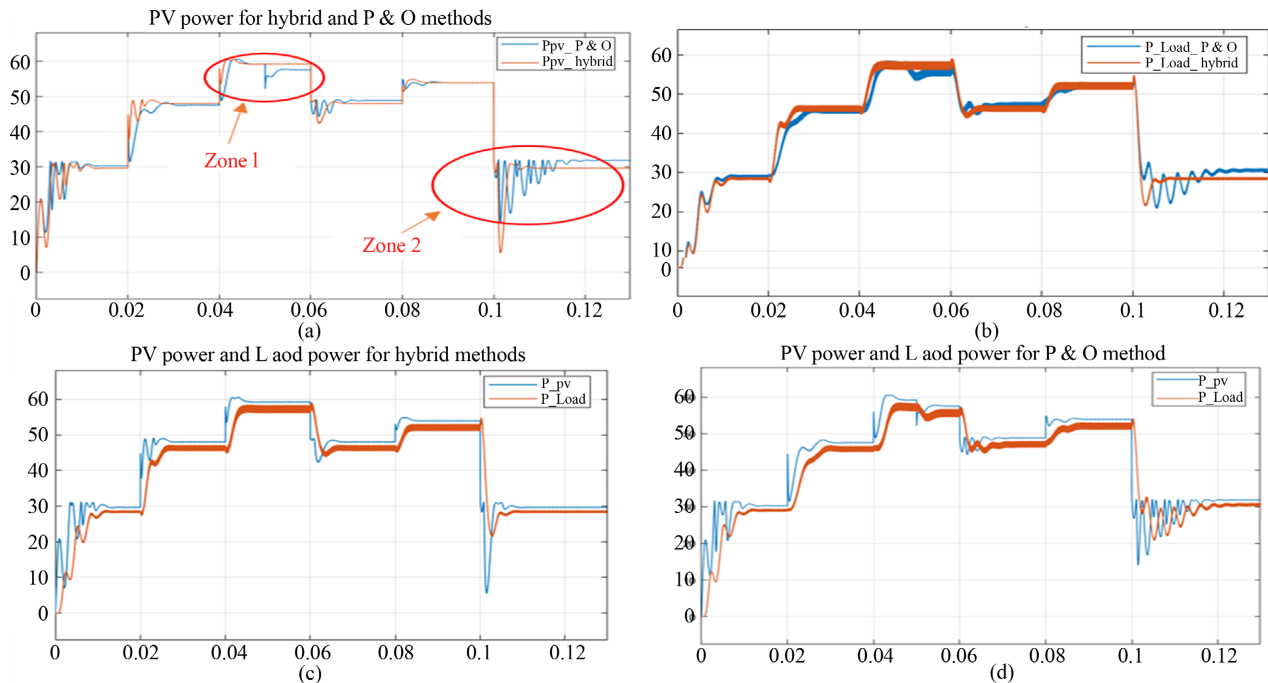 PV power for hybrid and P & O methods
Ppv_ P & O
Ppv_ hybrid
60
50
40
30
20
10
0
Zone 1
Zone 2
0 0.02 0.04 0.06 0.08 0.1 0.12
(a)
P_Load_ P & O
P_Load_hybrid
60
50
40
30
20
10
0
0 0.02 0.04 0.06 0.08 0.1 0.12
(b)
PV power and L aod power for hybrid methods
P_pv
P_Load
60
50
40
30
20
10
0
0 0.02 0.04 0.06 0.08 0.1 0.12
(c)
PV power and L aod power for P & O method
P_pv
P_Load
60
50
40
30
20
10
0
0 0.02 0.04 0.06 0.08 0.1 0.12
(d)